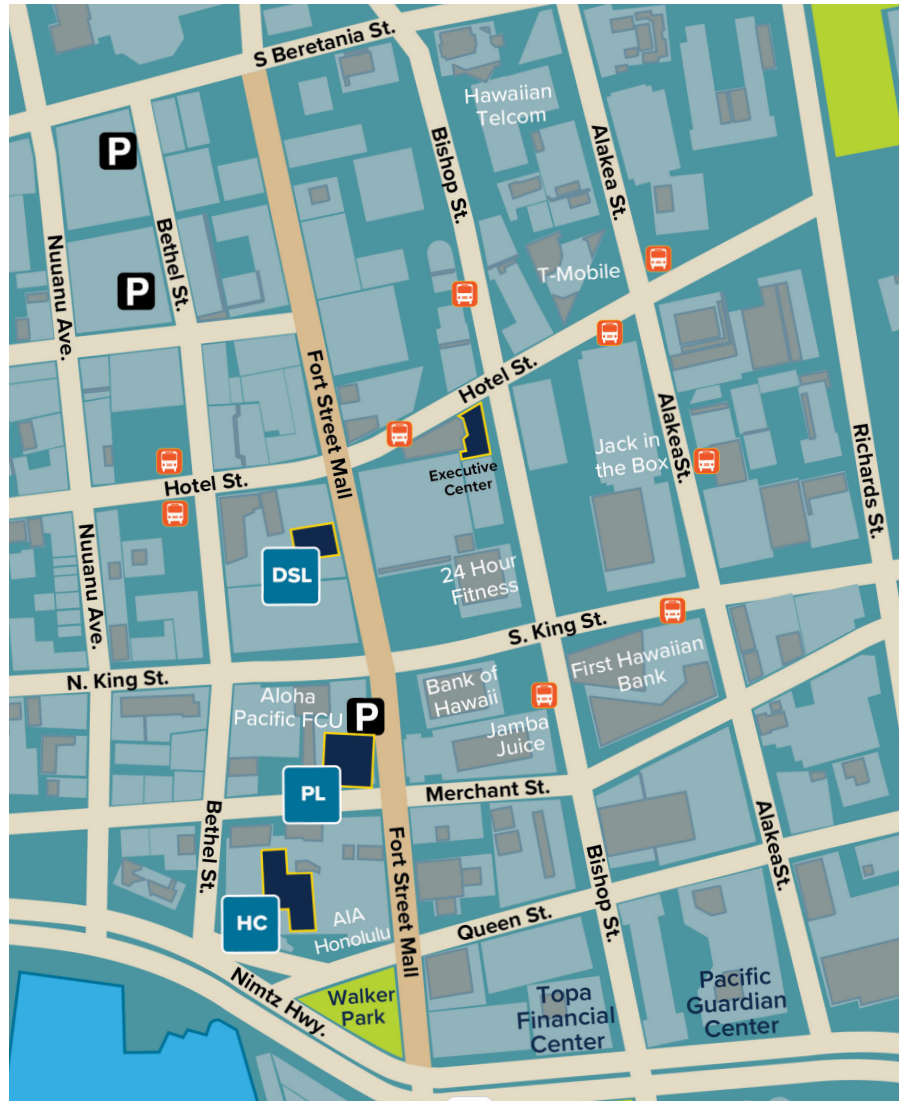 S Beretania St.
Hawaiian
Telcom
P
Bishop St.
Alakea St.
Nuuanu Ave.
Bethel St.
T-Mobile
P
Fort Street Mall
Hotel St.
AlakeaSt.
Richards St.
Jack in
the Box
Executive
Center
Hotel St.
Nuuanu Ave.
DSL
24 Hour
Fitness
S. King St.
N. King St.
Aloha
Pacific FCU
P
Bank of
Hawaii
First Hawaiian
Bank
Jamba
Juice
PL
Merchant St.
Bethel St.
Fort Street Mall
Bishop St.
AlakeaSt.
HC
AIA
Honolulu
Queen St.
Nimtz Hwy.
Walker
Park
Topa
Financial
Center
Pacific
Guardian
Center